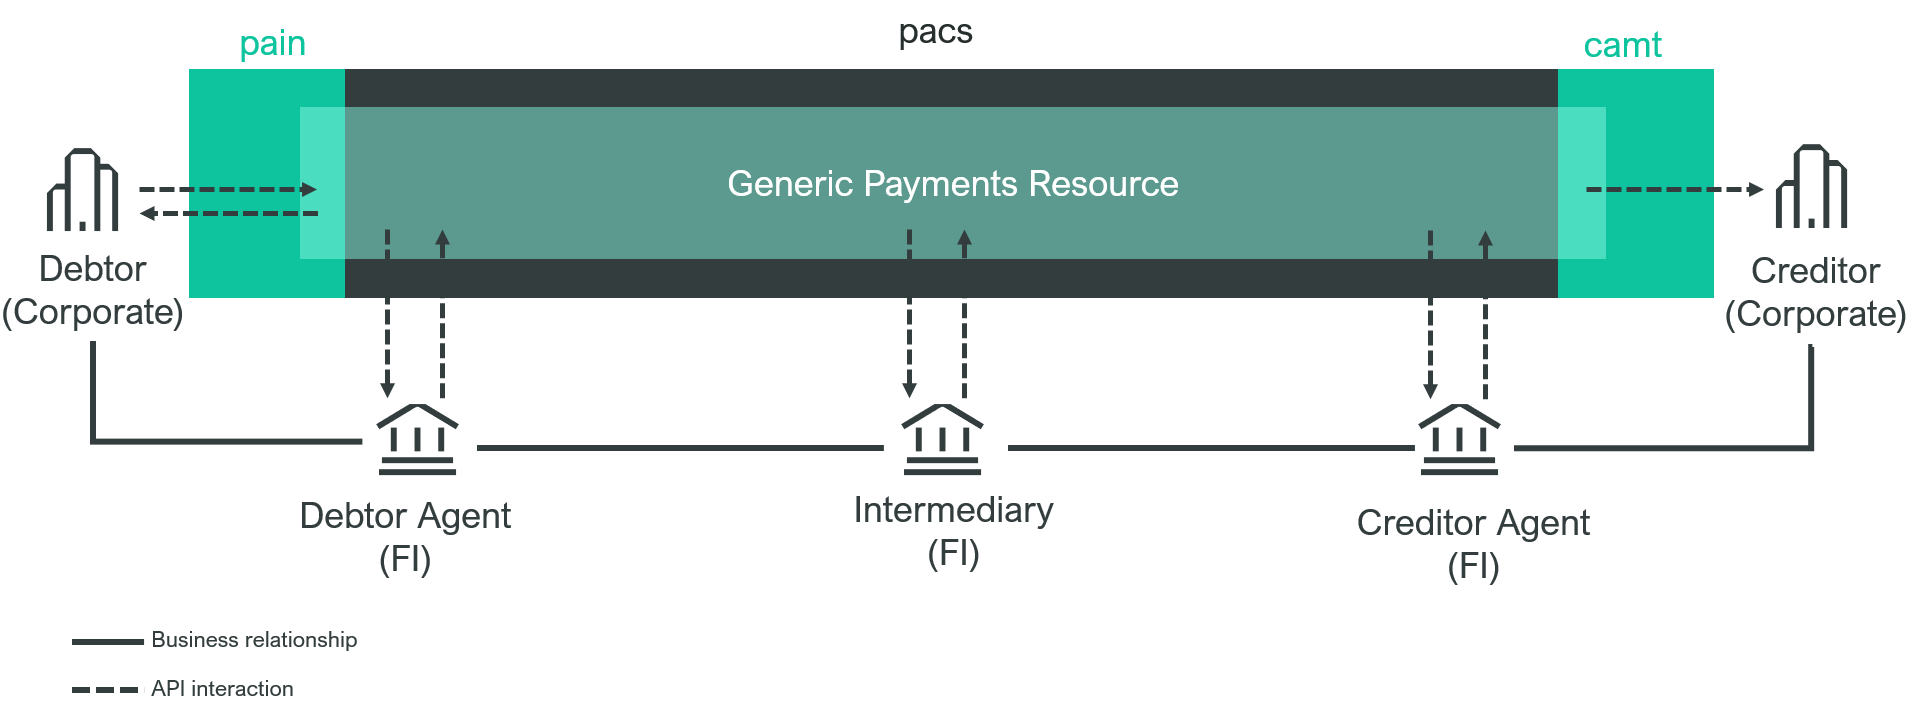 pain
pacs
camt
Generic Payments Resource
Debtor
(Corporate)
Creditor
(Corporate)
Debtor Agent
(FI)
Intermediary
(FI)
Creditor Agent
(FI)
Business relationship
API interaction